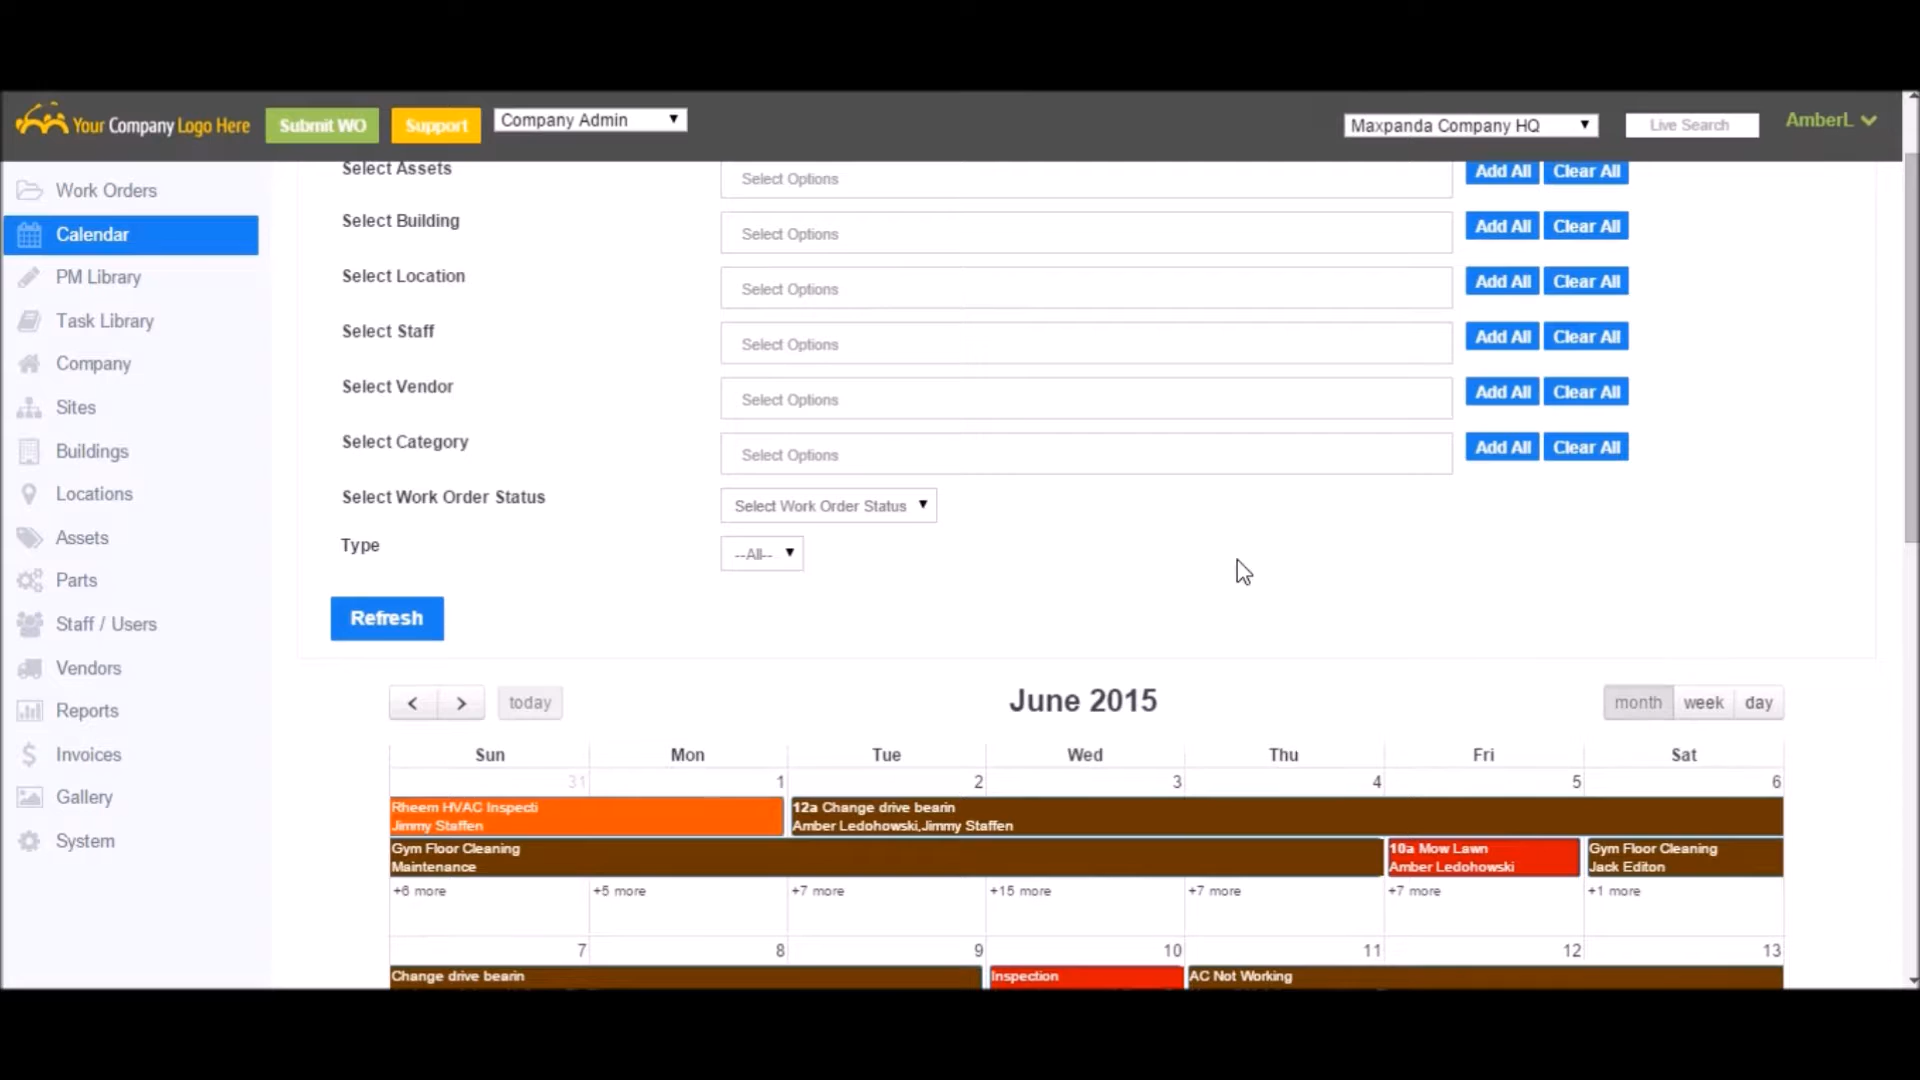 Your Company Logo Here Submit WO Support Company Admin Maxpanda Company HQ Live Search AmberL
Work Orders
Calendar
PM Library
Task Library
Company
Sites
Buildings
Locations
Assets
Parts
Staff / Users
Vendors
Reports
Invoices
Gallery
System
Select Assets Select Options Add All Clear All
Select Building Select Options Add All Clear All
Select Location Select Options Add All Clear All
Select Staff Select Options Add All Clear All
Select Vendor Select Options Add All Clear All
Select Category Select Options Add All Clear All
Select Work Order Status Select Work Order Status
Type --All--
Refresh
< > today June 2015 month week day
Sun Mon Tue Wed Thu Fri Sat
31 1 2 3 4 5 6
Rheem HVAC Inspecti 12a Change drive bearin
Jimmy Staffen Amber Ledohowski,Jimmy Staffen
Gym Floor Cleaning 10a Mow Lawn Gym Floor Cleaning
Maintenance Amber Ledohowski Jack Editon
+6 more +5 more +7 more +15 more +7 more +7 more +1 more
7 8 9 10 11 12 13
Change drive bearin Inspection AC Not Working